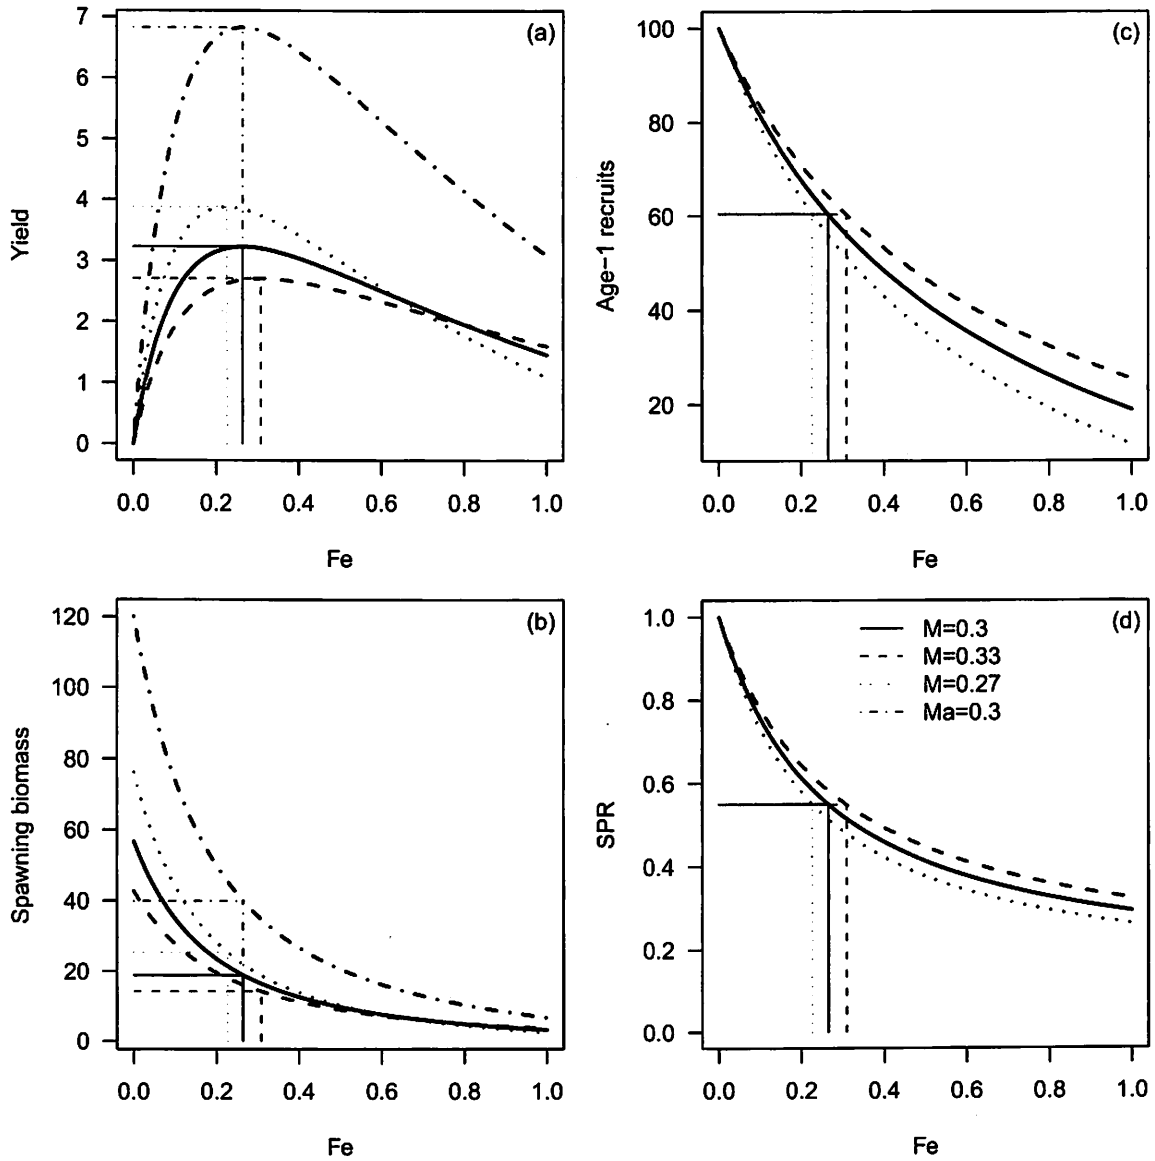 (a)
Yield
7
6
5
4
3
2
1
0
0.0 0.2 0.4 0.6 0.8 1.0
Fe
(c)
Age-1 recruits
100
80
60
40
20
0.0 0.2 0.4 0.6 0.8 1.0
Fe
(b)
Spawning biomass
120
100
80
60
40
20
0
0.0 0.2 0.4 0.6 0.8 1.0
Fe
(d)
SPR
1.0
0.8
0.6
0.4
0.2
0.0
M=0.3
M=0.33
M=0.27
Ma=0.3
0.0 0.2 0.4 0.6 0.8 1.0
Fe